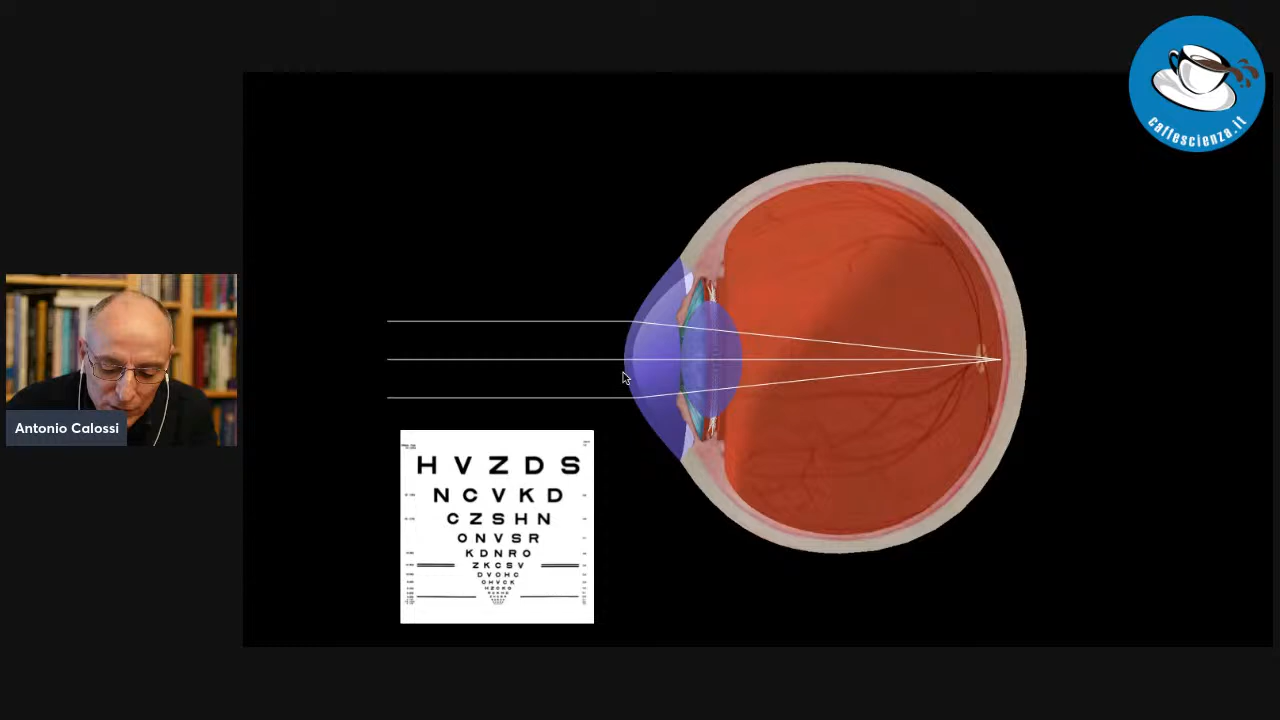 caffescienza.it
Antonio Calossi
H V Z D S
N C V K D
C Z S H N
O N V S R
K D N R O
Z K C S V
D V O H C
O H V C K